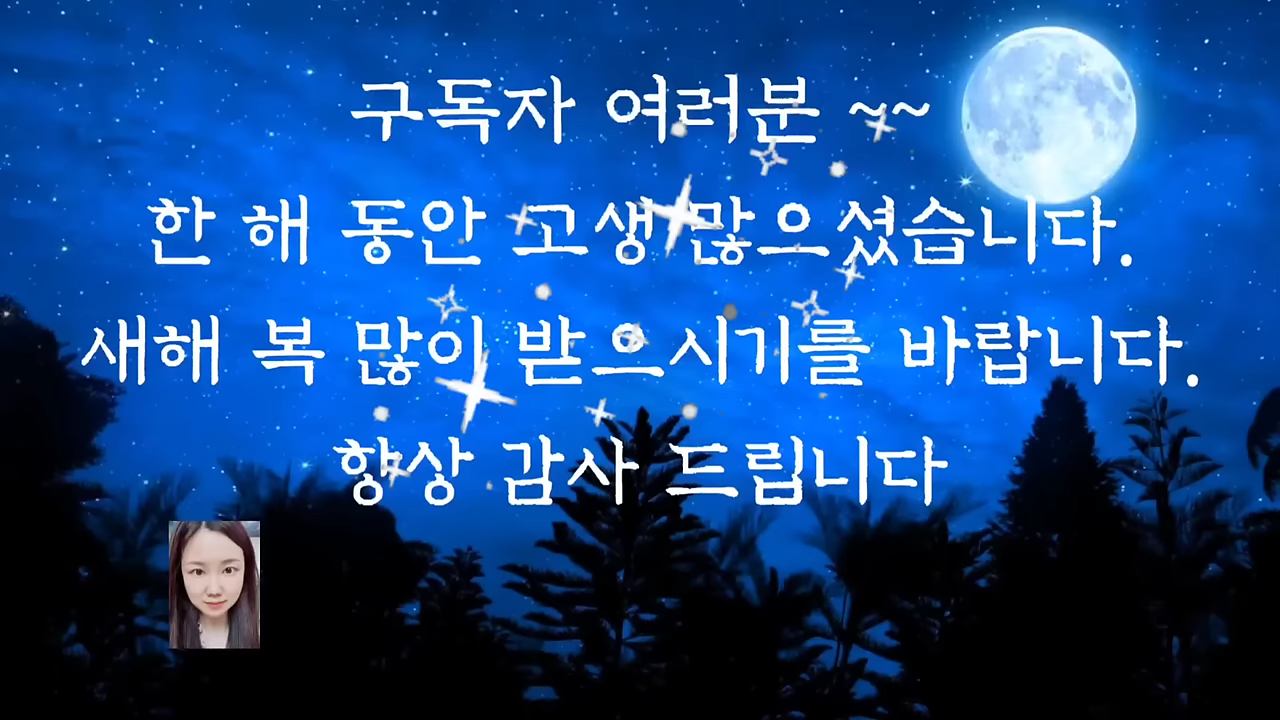 구독자 여러분 ~~
한 해 동안 고생 많으셨습니다.
새해 복 많이 받으시기를 바랍니다.
항상 감사 드립니다